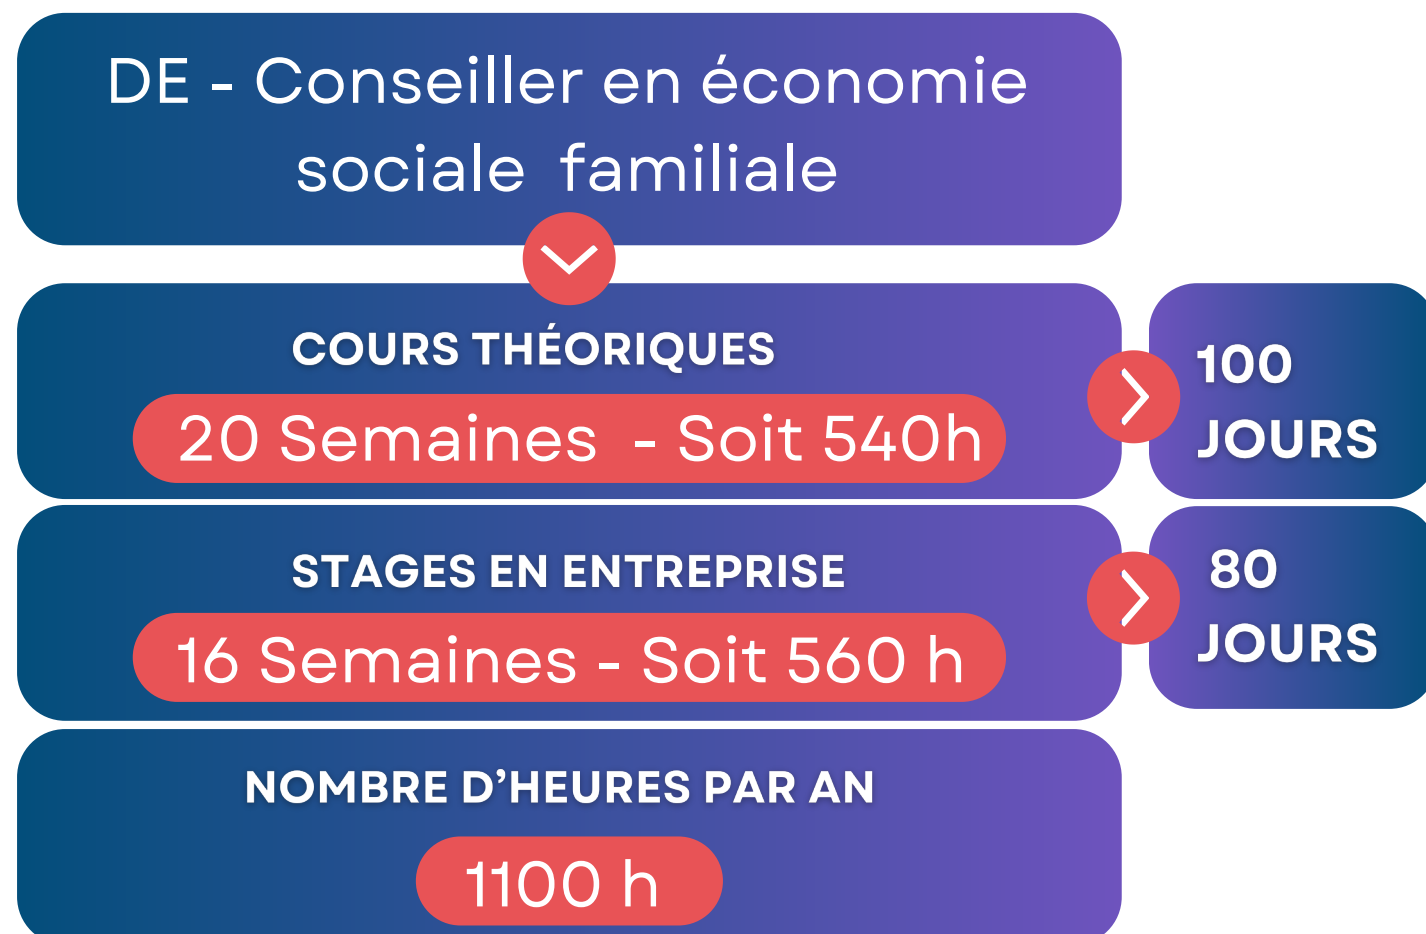 DE - Conseiller en économie
sociale familiale
COURS THÉORIQUES
20 Semaines - Soit 540h
100
JOURS
STAGES EN ENTREPRISE
16 Semaines - Soit 560 h
80
JOURS
NOMBRE D’HEURES PAR AN
1100 h